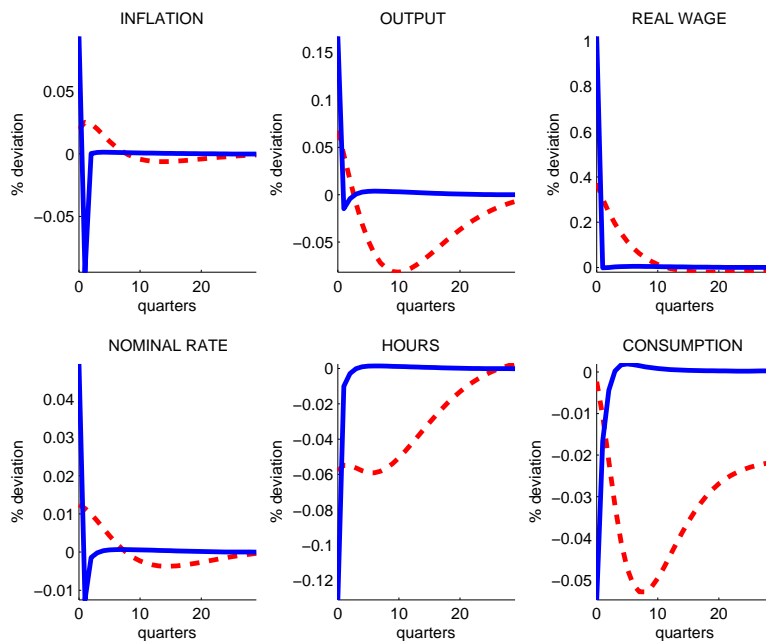 INFLATION
% deviation
0.05
0
−0.05
0 10 20
quarters
OUTPUT
% deviation
0.15
0.1
0.05
0
−0.05
0 10 20
quarters
REAL WAGE
% deviation
1
0.8
0.6
0.4
0.2
0
0 10 20
quarters
NOMINAL RATE
% deviation
0.04
0.03
0.02
0.01
0
−0.01
0 10 20
quarters
HOURS
% deviation
0
−0.02
−0.04
−0.06
−0.08
−0.1
−0.12
0 10 20
quarters
CONSUMPTION
% deviation
0
−0.01
−0.02
−0.03
−0.04
−0.05
0 10 20
quarters